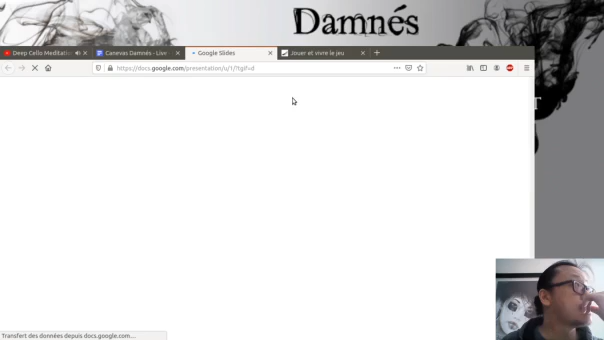 Damnés
Deep Cello Meditatio
Canevas Damnés - Livr
Google Slides
Jouer et vivre le jeu
https://docs.google.com/presentation/u/1/?tgif=d
T
Transfert des données depuis docs.google.com…